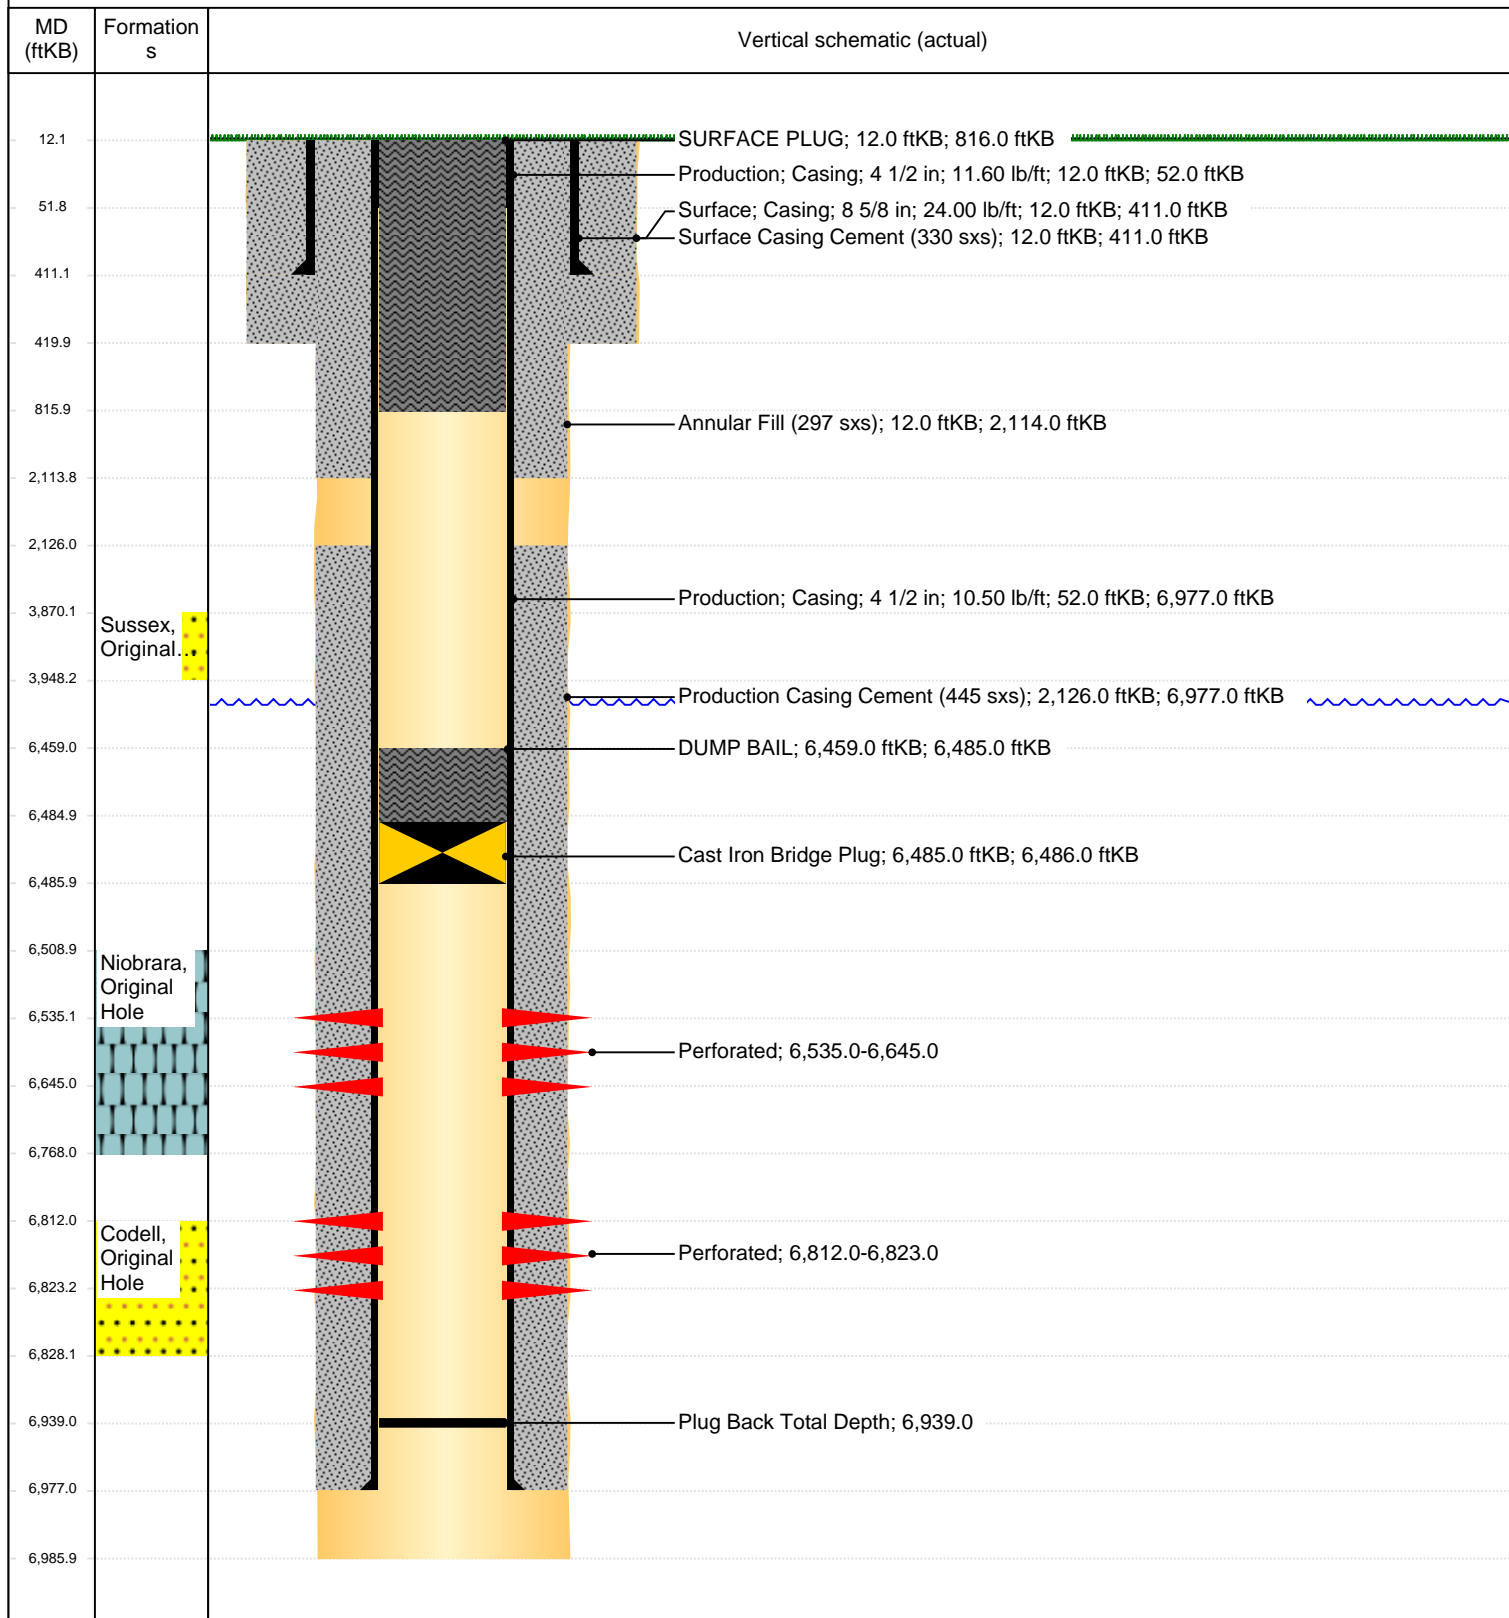 MD
(ftKB)
Formation
s
Vertical schematic (actual)
12.1
SURFACE PLUG; 12.0 ftKB; 816.0 ftKB
Production; Casing; 4 1/2 in; 11.60 lb/ft; 12.0 ftKB; 52.0 ftKB
51.8
Surface; Casing; 8 5/8 in; 24.00 lb/ft; 12.0 ftKB; 411.0 ftKB
Surface Casing Cement (330 sxs); 12.0 ftKB; 411.0 ftKB
411.1
419.9
815.9
Annular Fill (297 sxs); 12.0 ftKB; 2,114.0 ftKB
2,113.8
2,126.0
Production; Casing; 4 1/2 in; 10.50 lb/ft; 52.0 ftKB; 6,977.0 ftKB
3,870.1
Sussex,
Original...
3,948.2
Production Casing Cement (445 sxs); 2,126.0 ftKB; 6,977.0 ftKB
6,459.0
DUMP BAIL; 6,459.0 ftKB; 6,485.0 ftKB
6,484.9
Cast Iron Bridge Plug; 6,485.0 ftKB; 6,486.0 ftKB
6,485.9
6,508.9
Niobrara,
Original
Hole
6,535.1
Perforated; 6,535.0-6,645.0
6,645.0
6,768.0
6,812.0
Codell,
Original
Hole
Perforated; 6,812.0-6,823.0
6,823.2
6,828.1
6,939.0
Plug Back Total Depth; 6,939.0
6,977.0
6,985.9